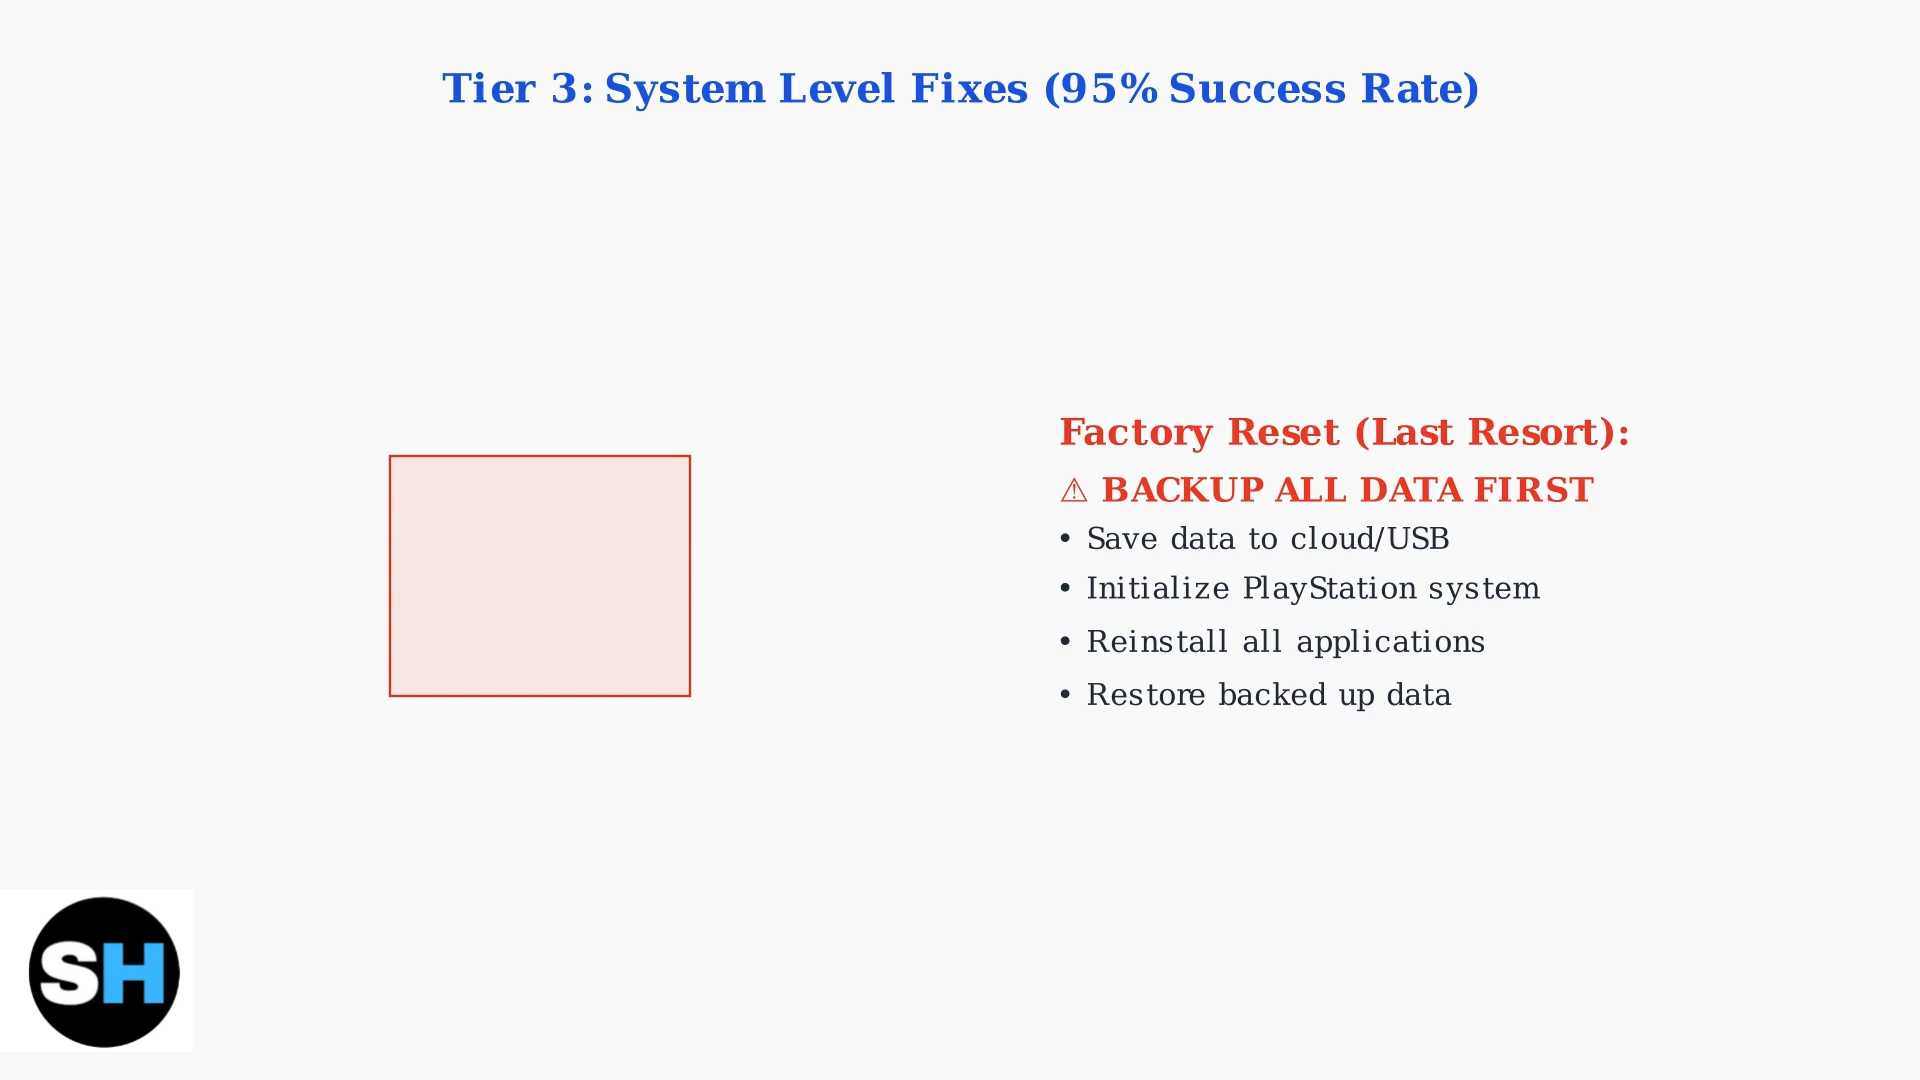 Tier 3: System Level Fixes (95% Success Rate)
Factory Reset (Last Resort):
⚠ BACKUP ALL DATA FIRST
• Save data to cloud/USB
• Initialize PlayStation system
• Reinstall all applications
• Restore backed up data
SH